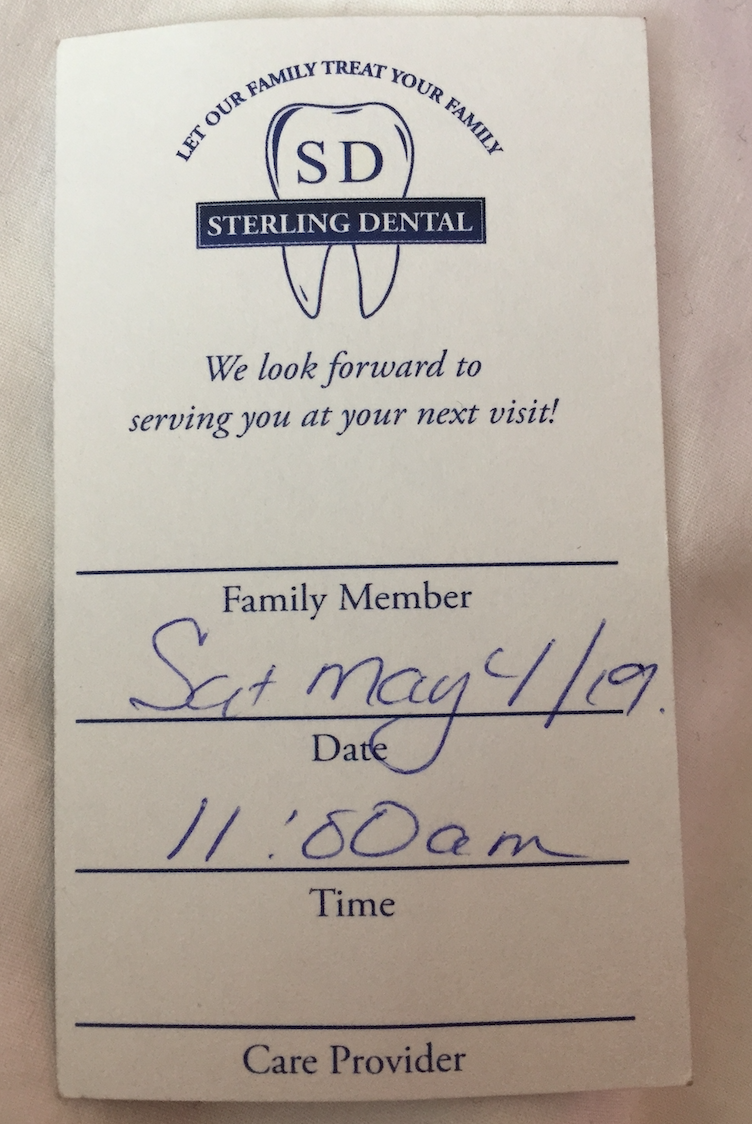 LET OUR FAMILY TREAT YOUR FAMILY
SD
STERLING DENTAL
We look forward to
serving you at your next visit!
Family Member
Sat May 4/19.
Date
11:00am
Time
Care Provider